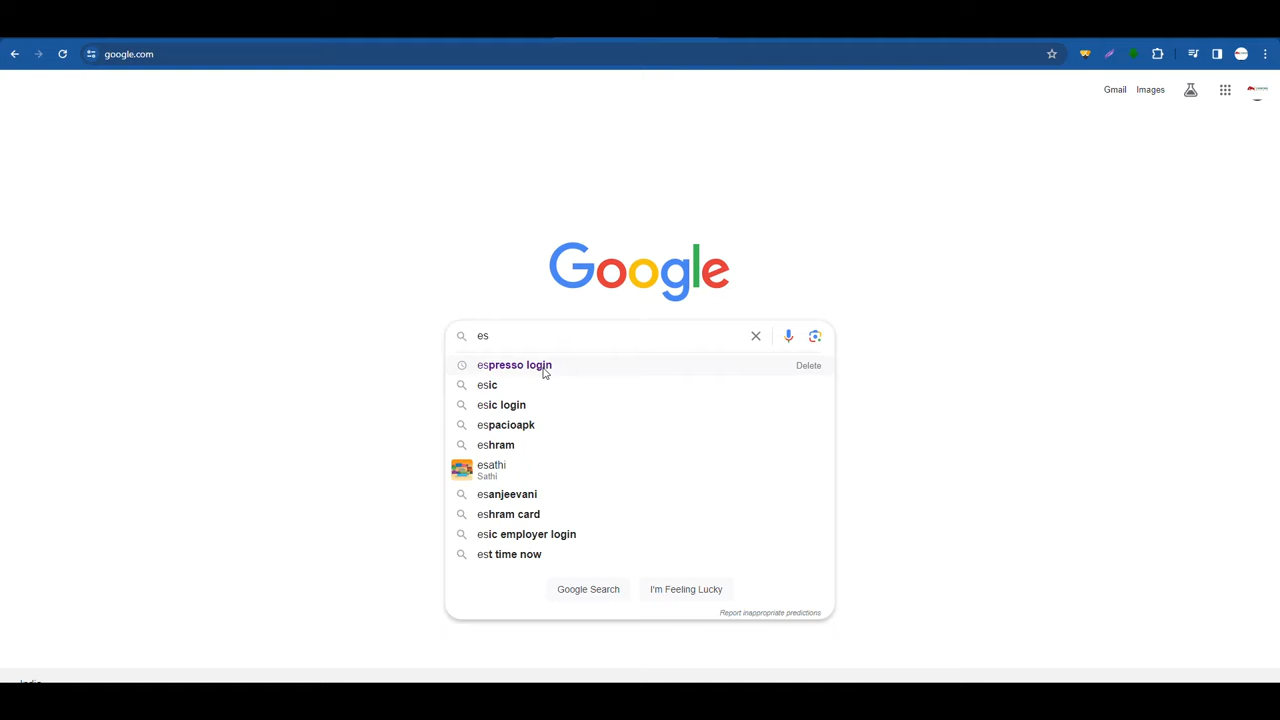 google.com
Gmail Images
Google
es
espresso login Delete
esic
esic login
espacioapk
eshram
esathi
Sathi
esanjeevani
eshram card
esic employer login
est time now
Google Search I'm Feeling Lucky
Report inappropriate predictions
India